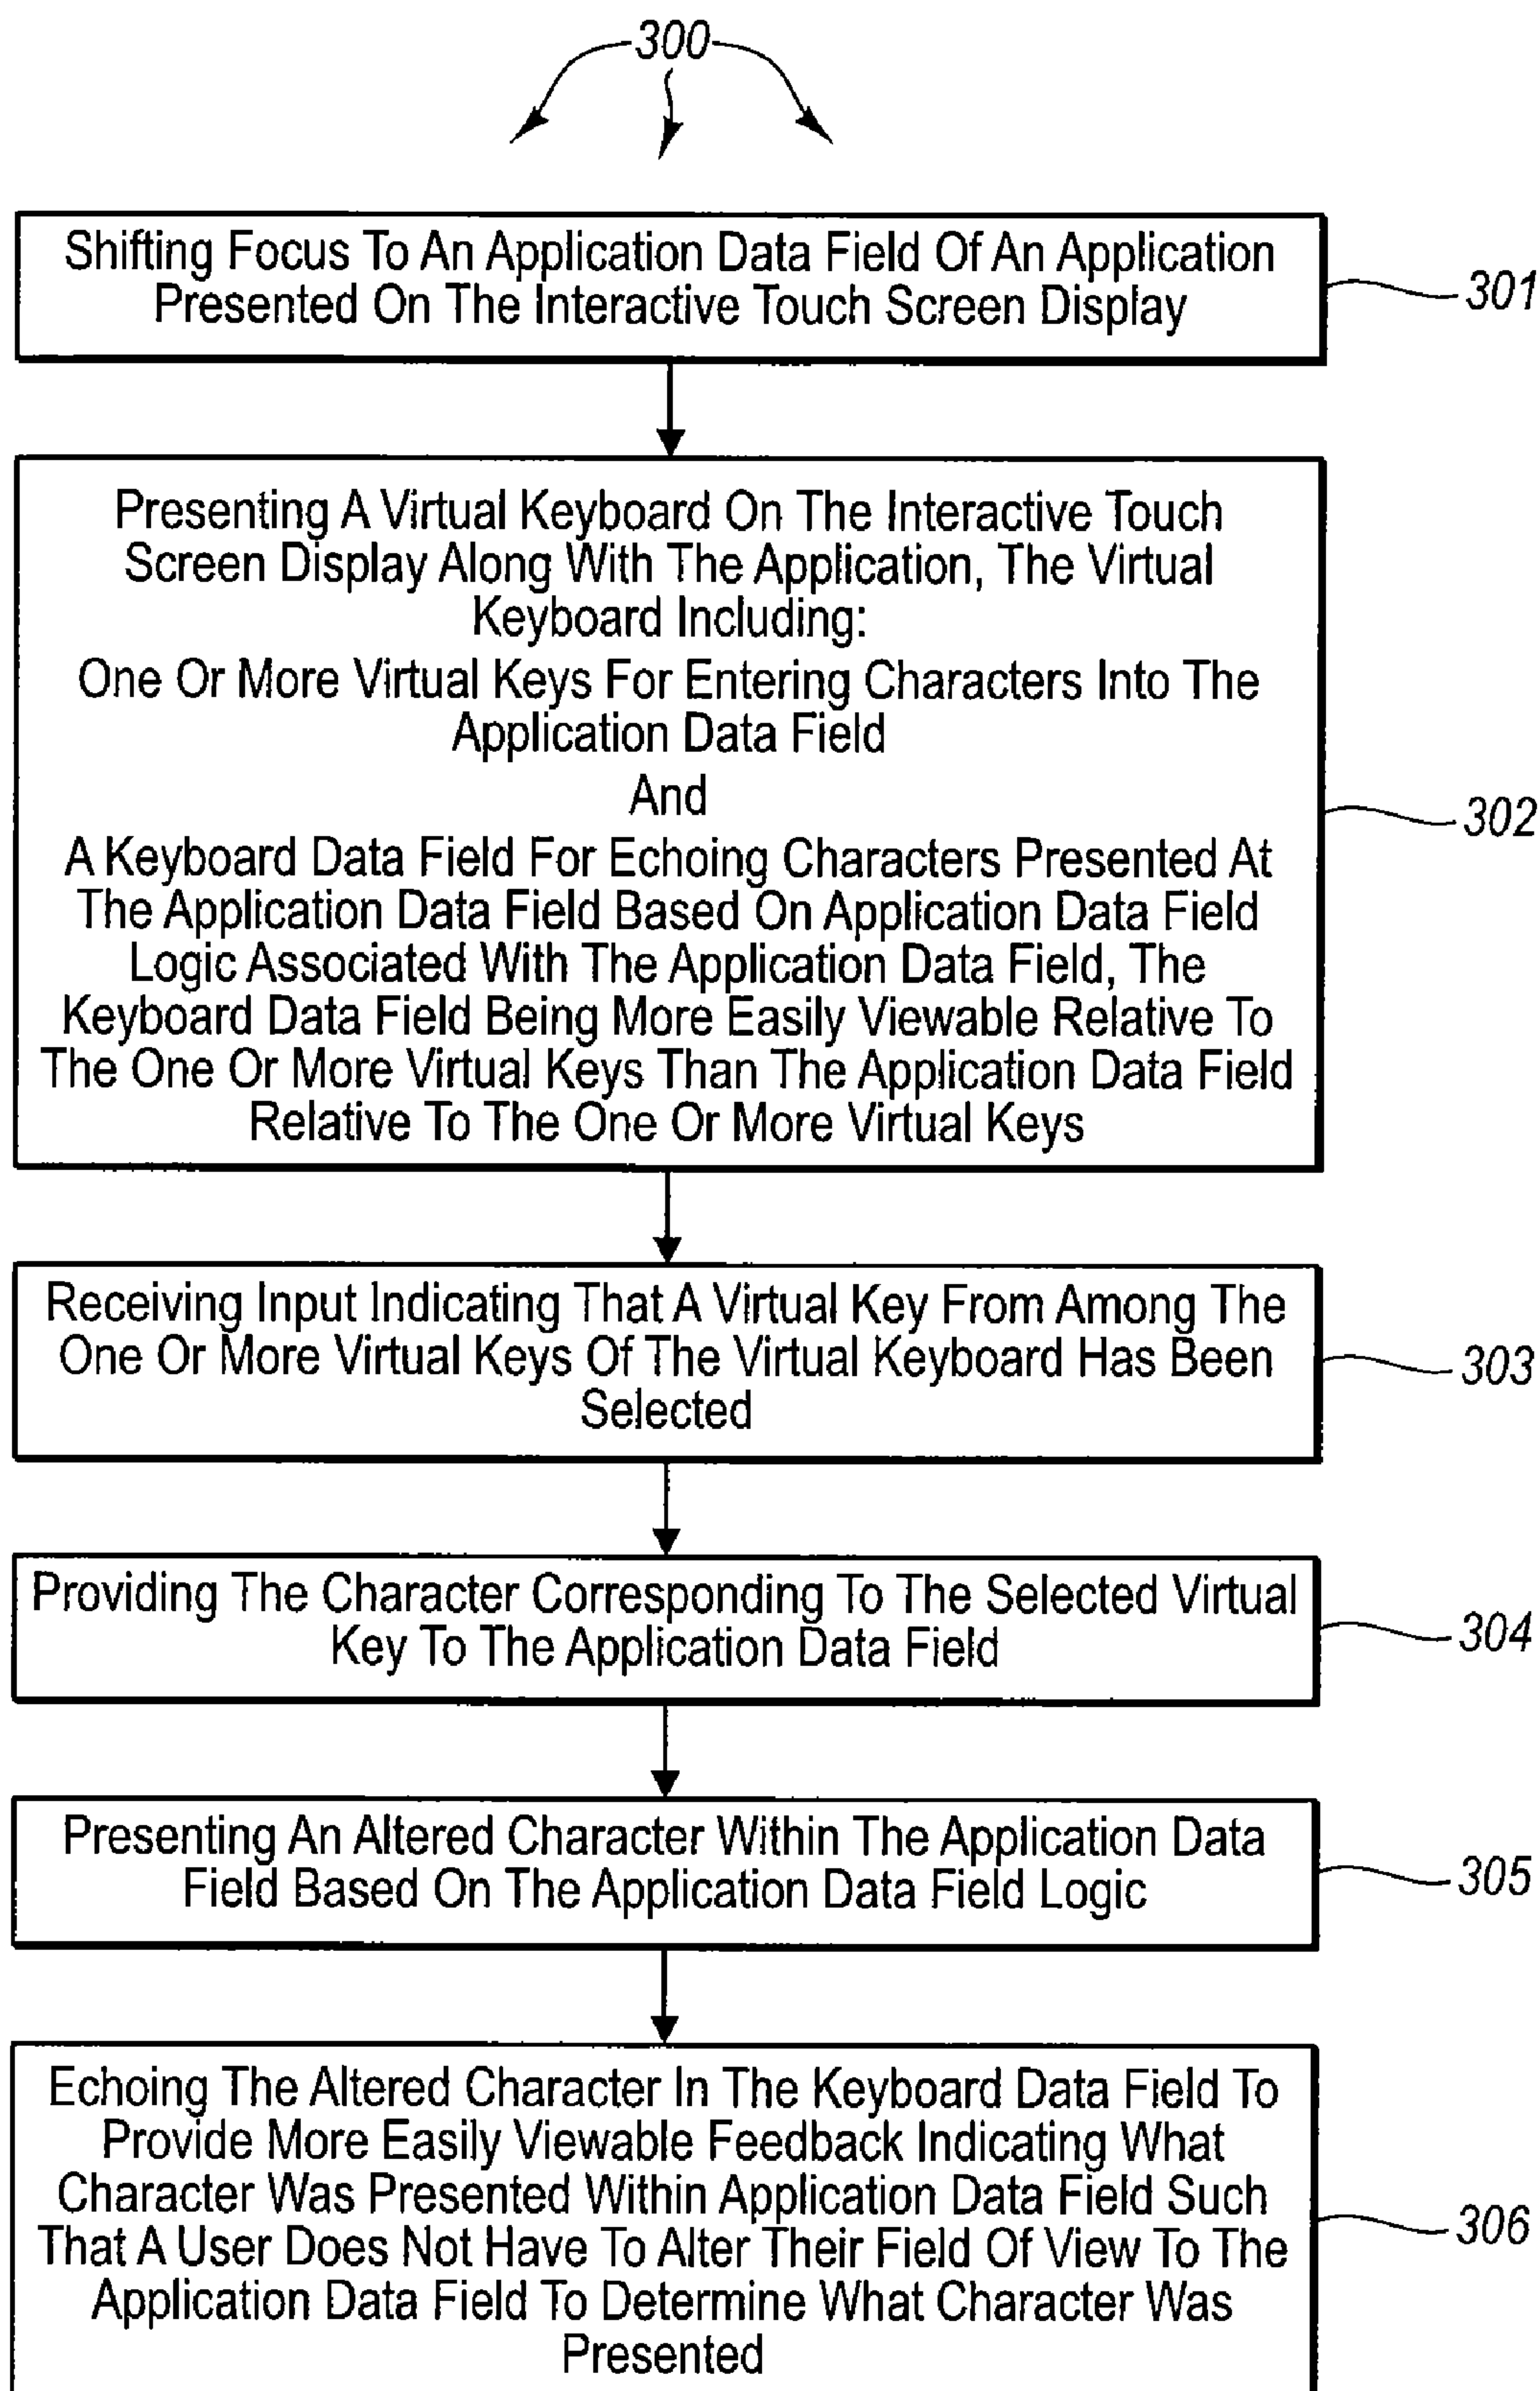 300
Shifting Focus To An Application Data Field Of An Application
Presented On The Interactive Touch Screen Display
301
Presenting A Virtual Keyboard On The Interactive Touch
Screen Display Along With The Application, The Virtual
Keyboard Including:
One Or More Virtual Keys For Entering Characters Into The
Application Data Field
And
A Keyboard Data Field For Echoing Characters Presented At
The Application Data Field Based On Application Data Field
Logic Associated With The Application Data Field, The
Keyboard Data Field Being More Easily Viewable Relative To
The One Or More Virtual Keys Than The Application Data Field
Relative To The One Or More Virtual Keys
302
Receiving Input Indicating That A Virtual Key From Among The
One Or More Virtual Keys Of The Virtual Keyboard Has Been
Selected
303
Providing The Character Corresponding To The Selected Virtual
Key To The Application Data Field
304
Presenting An Altered Character Within The Application Data
Field Based On The Application Data Field Logic
305
Echoing The Altered Character In The Keyboard Data Field To
Provide More Easily Viewable Feedback Indicating What
Character Was Presented Within Application Data Field Such
That A User Does Not Have To Alter Their Field Of View To The
Application Data Field To Determine What Character Was
Presented
306